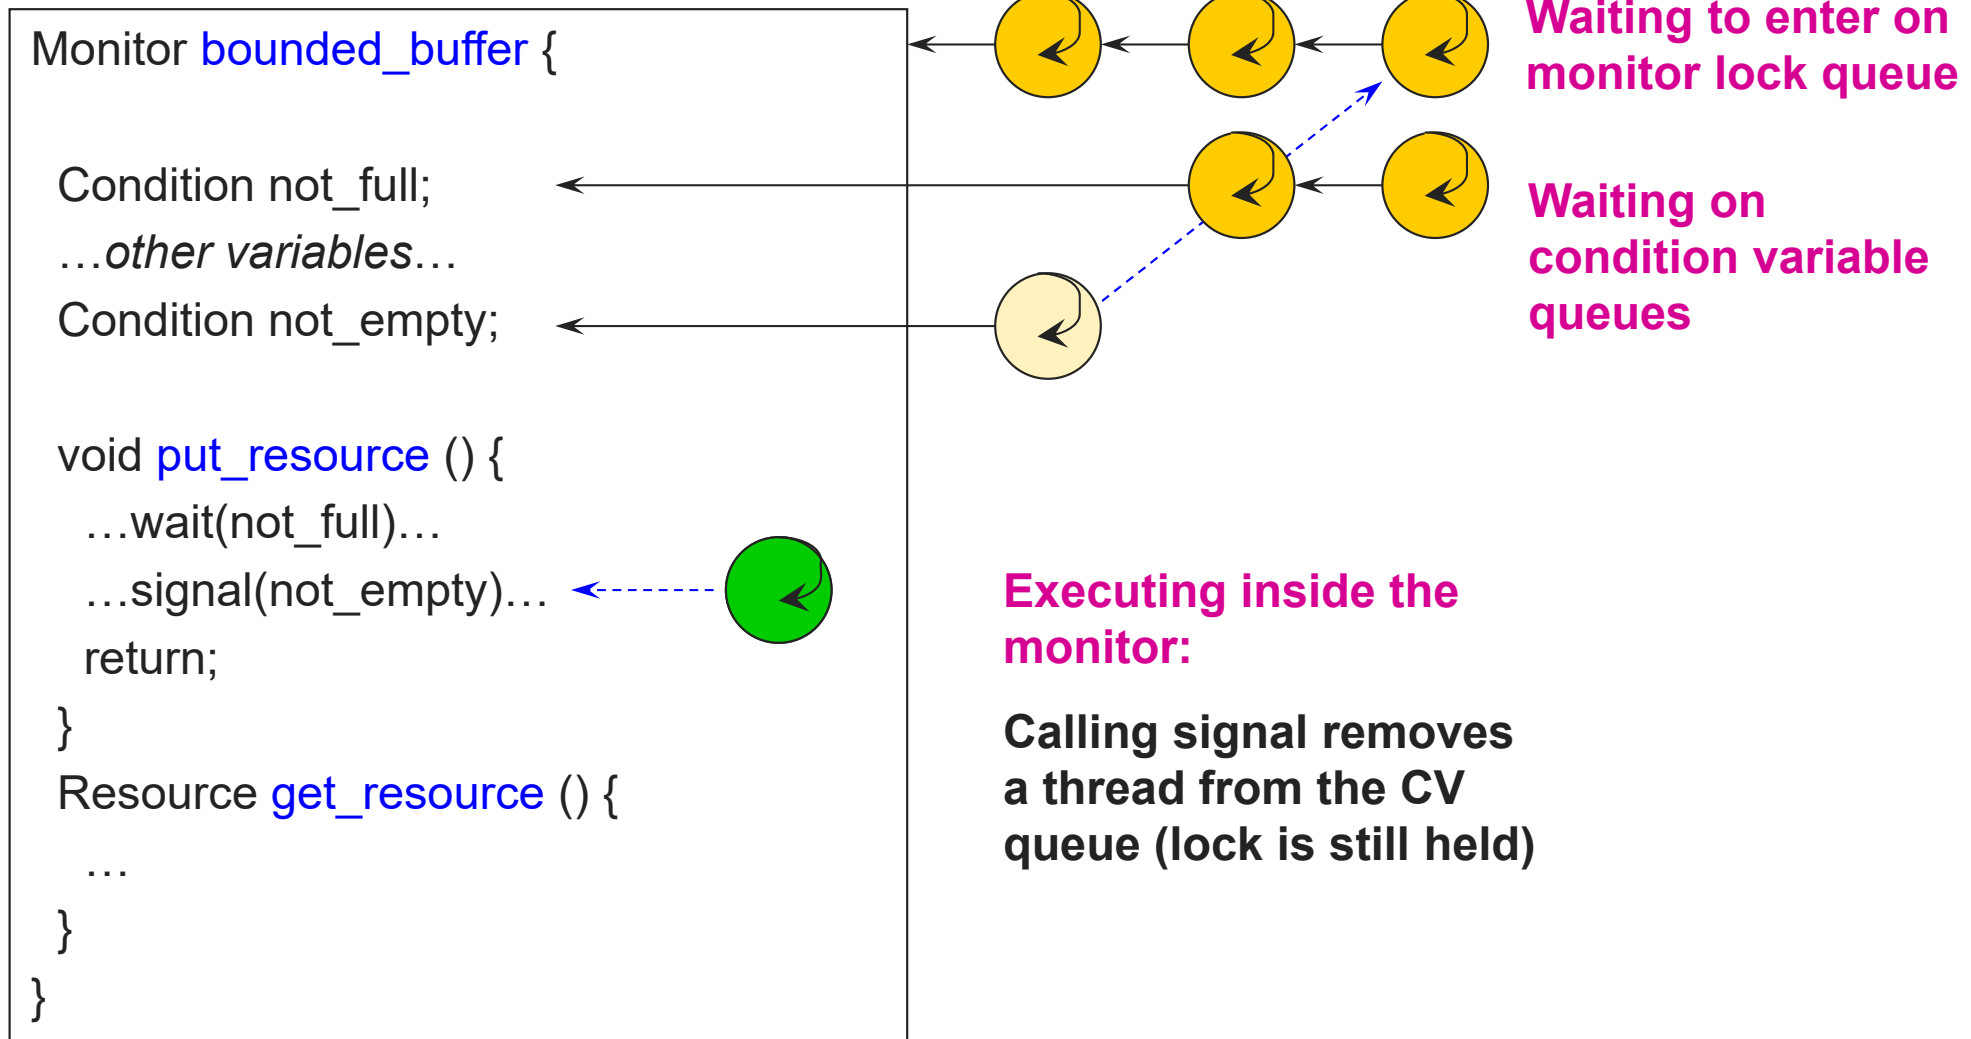 Monitor bounded_buffer {
Condition not_full;
…other variables…
Condition not_empty;
void put_resource () {
…wait(not_full)…
…signal(not_empty)…
return;
}
Resource get_resource () {
…
}
}
Waiting to enter on
monitor lock queue
Waiting on
condition variable
queues
Executing inside the
monitor:
Calling signal removes
a thread from the CV
queue (lock is still held)